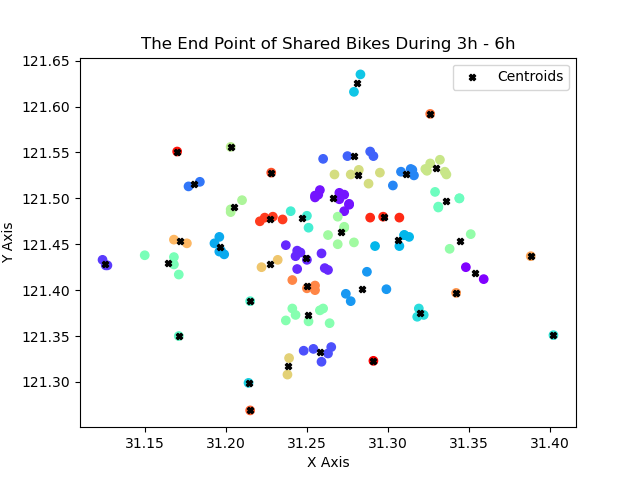 The End Point of Shared Bikes During 3h - 6h
Centroids
121.65
121.60
121.55
121.50
121.45
121.40
121.35
121.30
Y Axis
31.15 31.20 31.25 31.30 31.35 31.40
X Axis